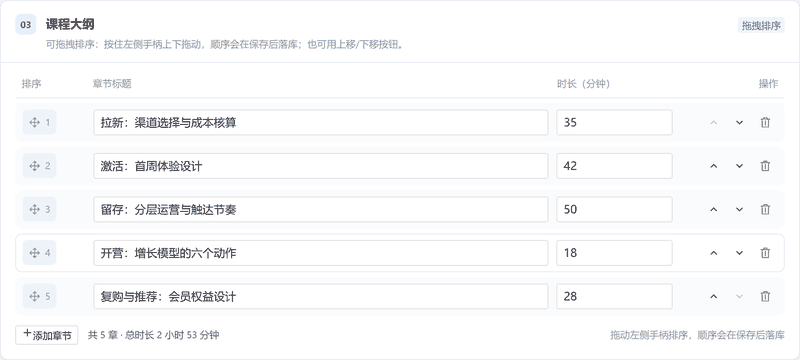 03 课程大纲 拖拽排序
可拖拽排序：按住左侧手柄上下拖动，顺序会在保存后落库；也可用上移/下移按钮。
排序 章节标题 时长（分钟） 操作
1 拉新：渠道选择与成本核算 35
2 激活：首周体验设计 42
3 留存：分层运营与触达节奏 50
4 开营：增长模型的六个动作 18
5 复购与推荐：会员权益设计 28
+添加章节 共 5 章 · 总时长 2 小时 53 分钟 拖动左侧手柄排序，顺序会在保存后落库